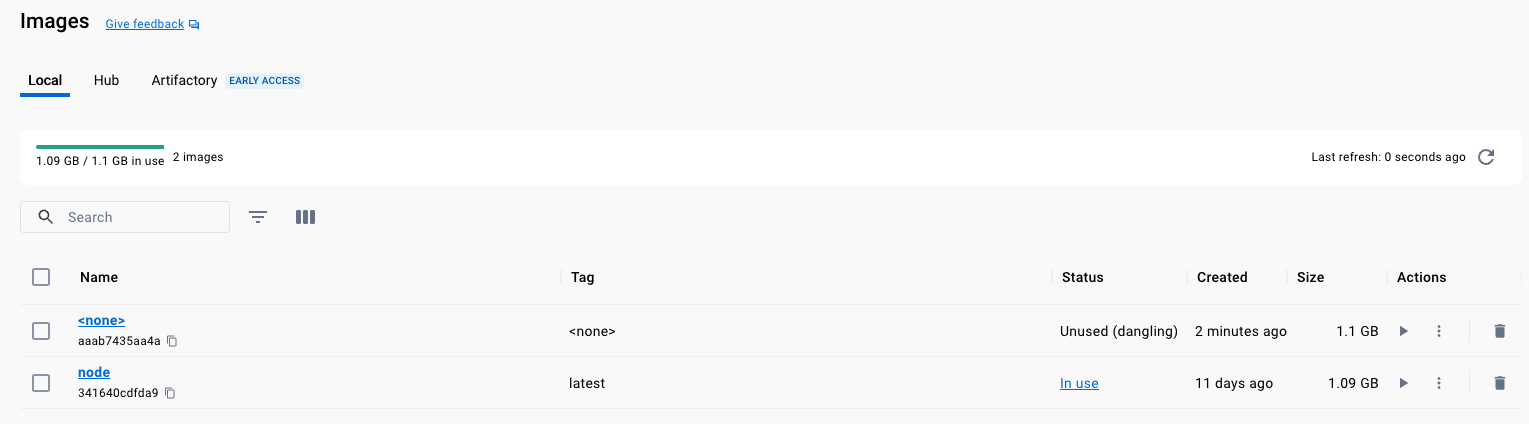 Images Give feedback
Local Hub Artifactory EARLY ACCESS
1.09 GB / 1.1 GB in use 2 images Last refresh: 0 seconds ago
Search
Name Tag Status Created Size Actions
<none> <none> Unused (dangling) 2 minutes ago 1.1 GB
aaab7435aa4a
node latest In use 11 days ago 1.09 GB
341640cdfda9